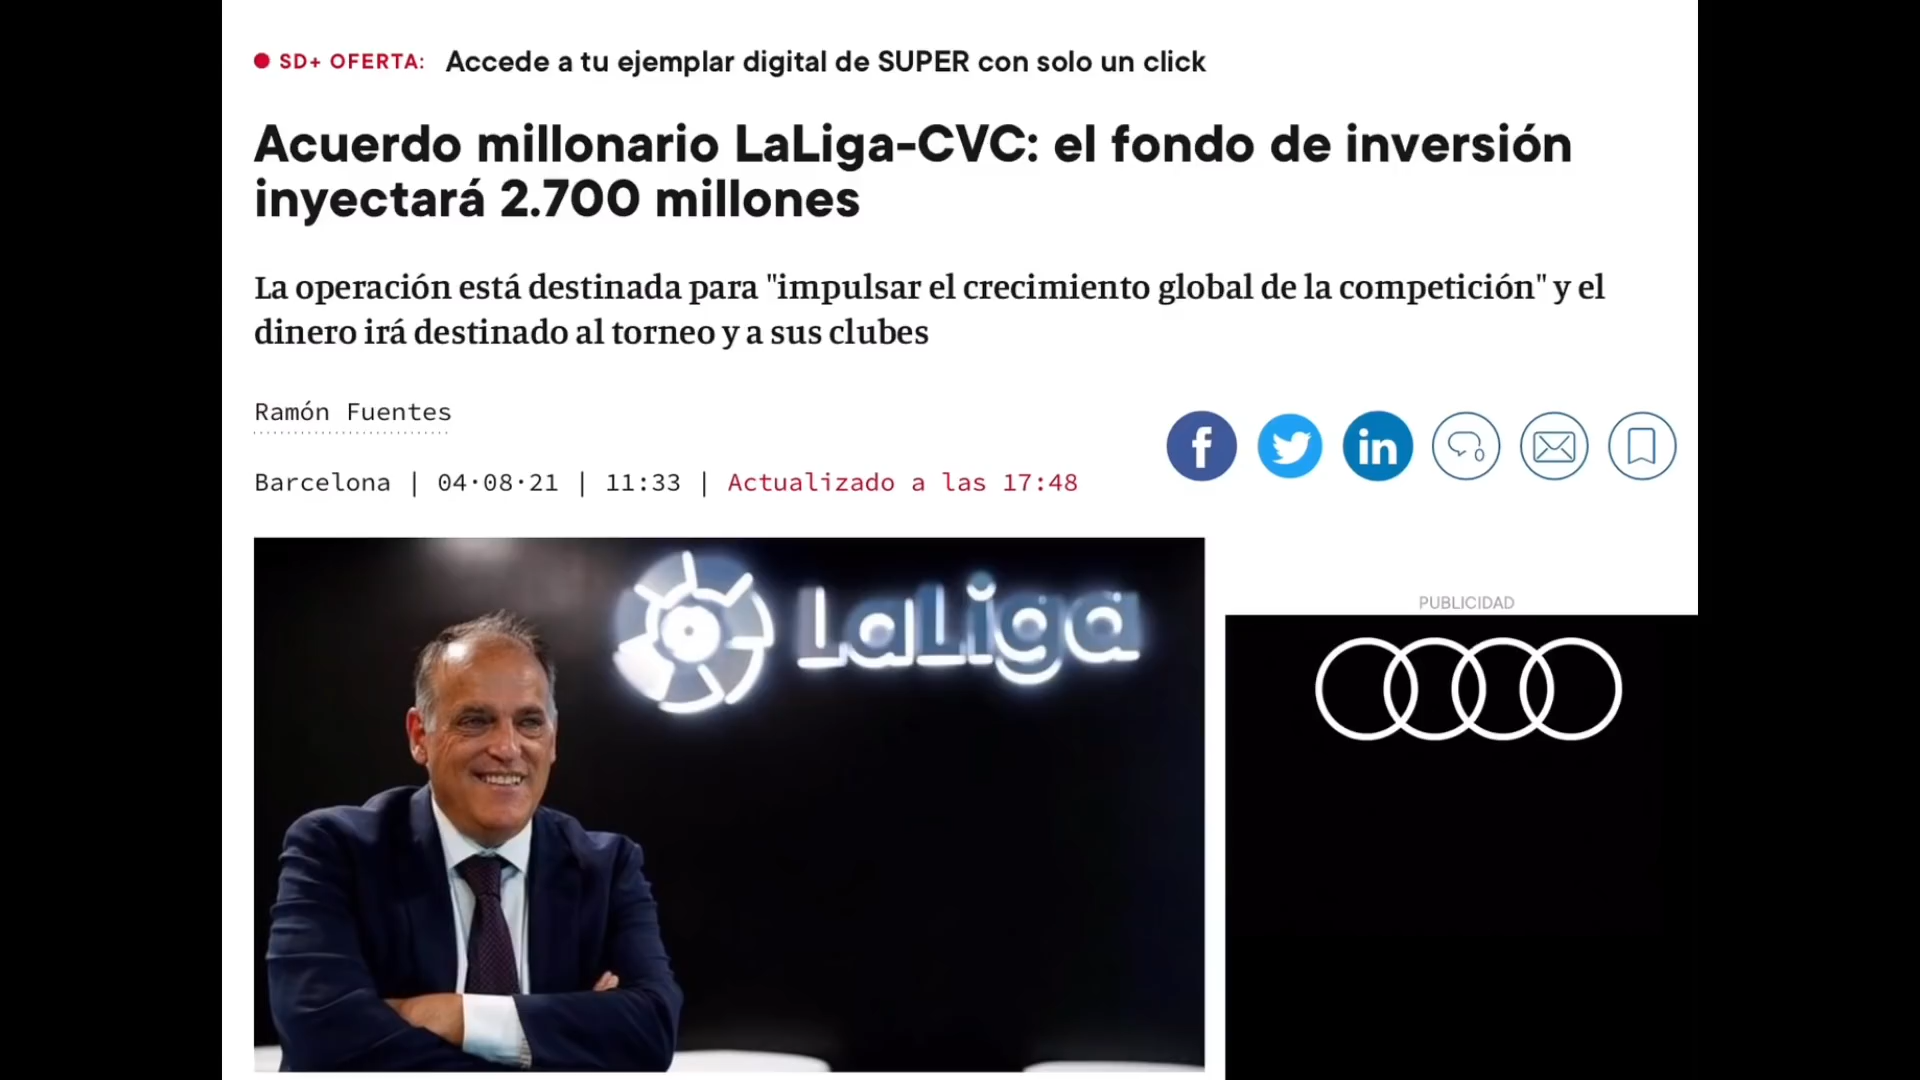 SD+ OFERTA: Accede a tu ejemplar digital de SUPER con solo un click
Acuerdo millonario LaLiga-CVC: el fondo de inversión
inyectará 2.700 millones
La operación está destinada para "impulsar el crecimiento global de la competición" y el
dinero irá destinado al torneo y a sus clubes
Ramón Fuentes
Barcelona | 04·08·21 | 11:33 | Actualizado a las 17:48
0
LaLiga
PUBLICIDAD